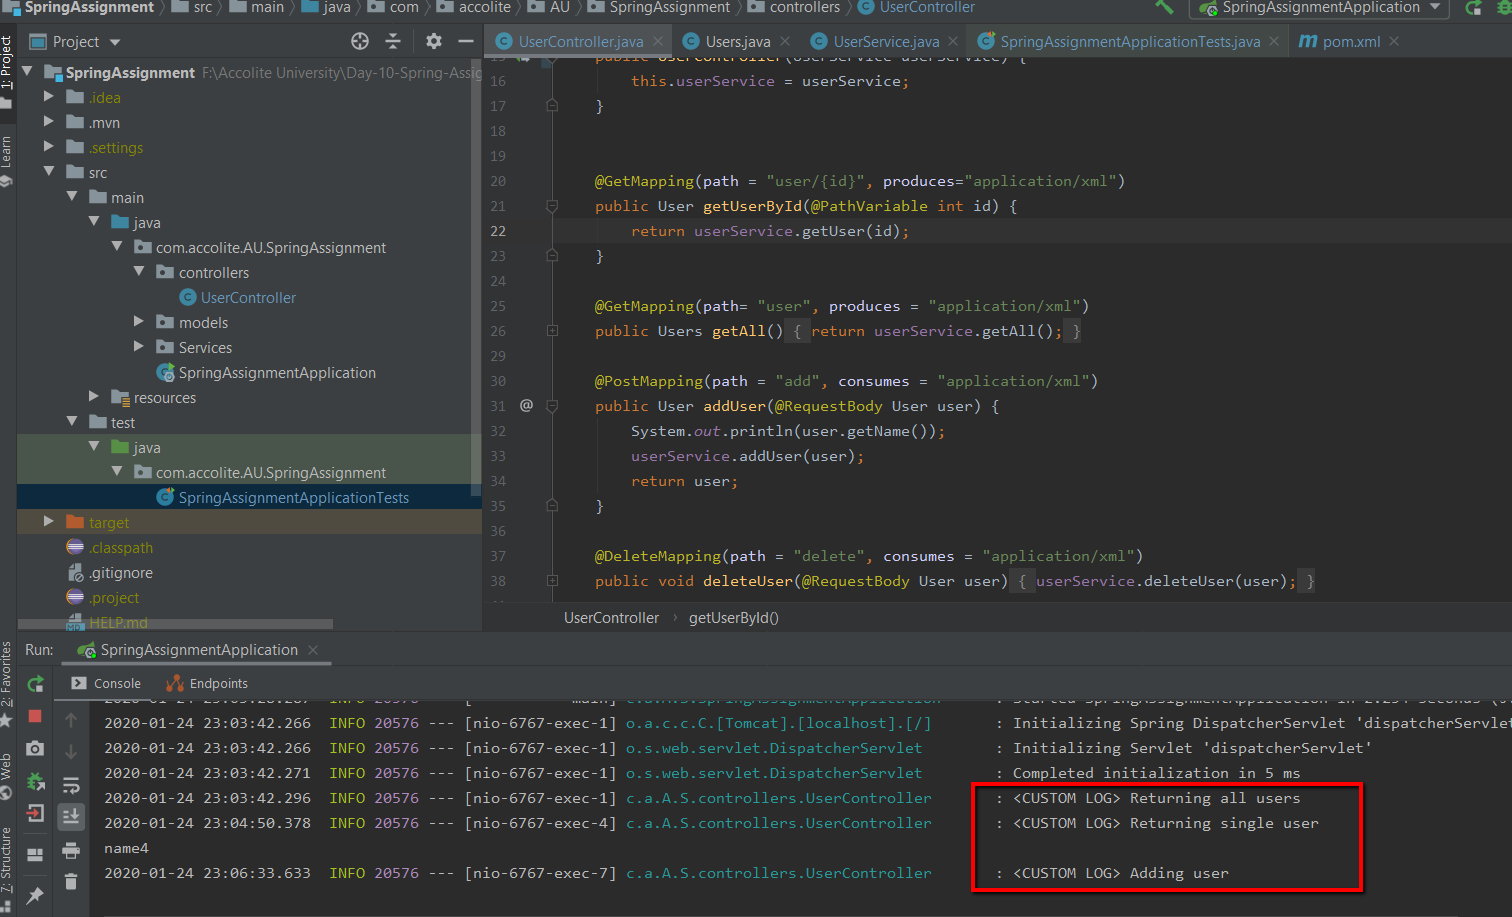 SpringAssignment src main java com accolite AU SpringAssignment controllers UserController SpringAssignmentApplication
Project UserController.java Users.java UserService.java SpringAssignmentApplicationTests.java pom.xml
1: Project
Learn
2: Favorites
Web
7: Structure
SpringAssignment F:\Accolite University\Day-10-Spring-Assig
.idea
.mvn
.settings
src
main
java
com.accolite.AU.SpringAssignment
controllers
UserController
models
Services
SpringAssignmentApplication
resources
test
java
com.accolite.AU.SpringAssignment
SpringAssignmentApplicationTests
target
.classpath
.gitignore
.project
HELP.md
15 public UserController(UserService userService) {
16 this.userService = userService;
17 }
18
19
20 @GetMapping(path = "user/{id}", produces="application/xml")
21 public User getUserById(@PathVariable int id) {
22 return userService.getUser(id);
23 }
24
25 @GetMapping(path= "user", produces = "application/xml")
26 public Users getAll() { return userService.getAll(); }
29
30 @PostMapping(path = "add", consumes = "application/xml")
31 @ public User addUser(@RequestBody User user) {
32 System.out.println(user.getName());
33 userService.addUser(user);
34 return user;
35 }
36
37 @DeleteMapping(path = "delete", consumes = "application/xml")
38 public void deleteUser(@RequestBody User user) { userService.deleteUser(user); }
UserController › getUserById()
Run: SpringAssignmentApplication
Console Endpoints
2020-01-24 23:03:42.266 INFO 20576 --- [nio-6767-exec-1] o.a.c.c.C.[Tomcat].[localhost].[/] : Initializing Spring DispatcherServlet 'dispatcherServlet
2020-01-24 23:03:42.266 INFO 20576 --- [nio-6767-exec-1] o.s.web.servlet.DispatcherServlet : Initializing Servlet 'dispatcherServlet'
2020-01-24 23:03:42.271 INFO 20576 --- [nio-6767-exec-1] o.s.web.servlet.DispatcherServlet : Completed initialization in 5 ms
2020-01-24 23:03:42.296 INFO 20576 --- [nio-6767-exec-1] c.a.A.S.controllers.UserController : <CUSTOM LOG> Returning all users
2020-01-24 23:04:50.378 INFO 20576 --- [nio-6767-exec-4] c.a.A.S.controllers.UserController : <CUSTOM LOG> Returning single user
name4
2020-01-24 23:06:33.633 INFO 20576 --- [nio-6767-exec-7] c.a.A.S.controllers.UserController : <CUSTOM LOG> Adding user